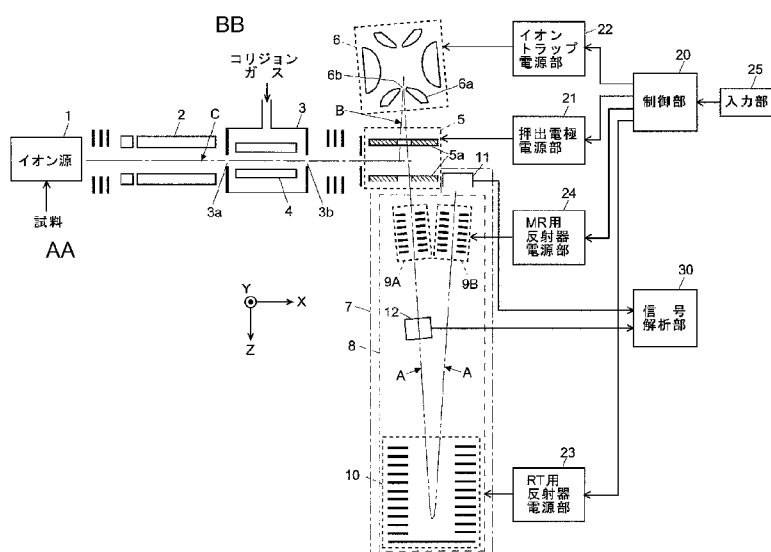 BB
コリジョン
ガス
6
6b
6a
B
イオン
トラップ
電源部
22
制御部
20
入力部
25
1
イオン源
試料
AA
2
C
3
3a
4
3b
5
5a
11
押出電極
電源部
21
MR用
反射器
電源部
24
9A
9B
Y
X
Z
7
8
12
A
A
信号
解析部
30
10
RT用
反射器
電源部
23